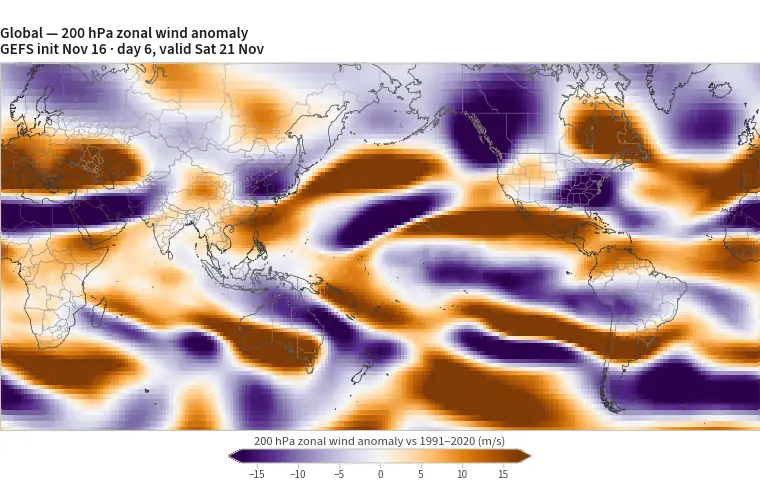 Global — 200 hPa zonal wind anomaly
GEFS init Nov 16 · day 6, valid Sat 21 Nov
200 hPa zonal wind anomaly vs 1991–2020 (m/s)
−15 −10 −5 0 5 10 15